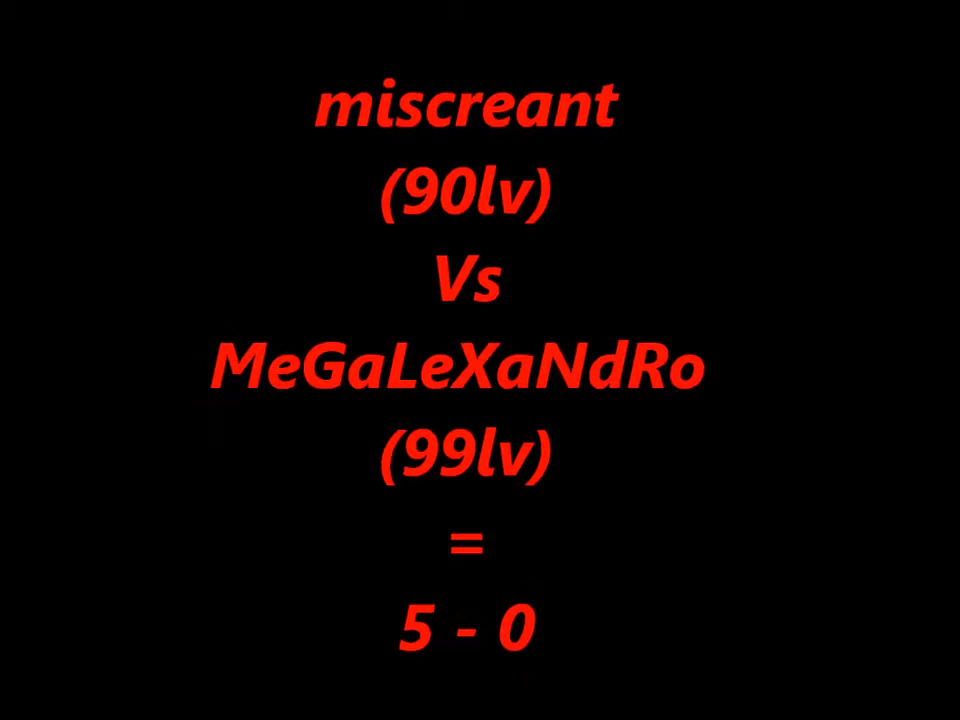 miscreant
(90lv)
Vs
MeGaLeXaNdRo
(99lv)
=
5 - 0